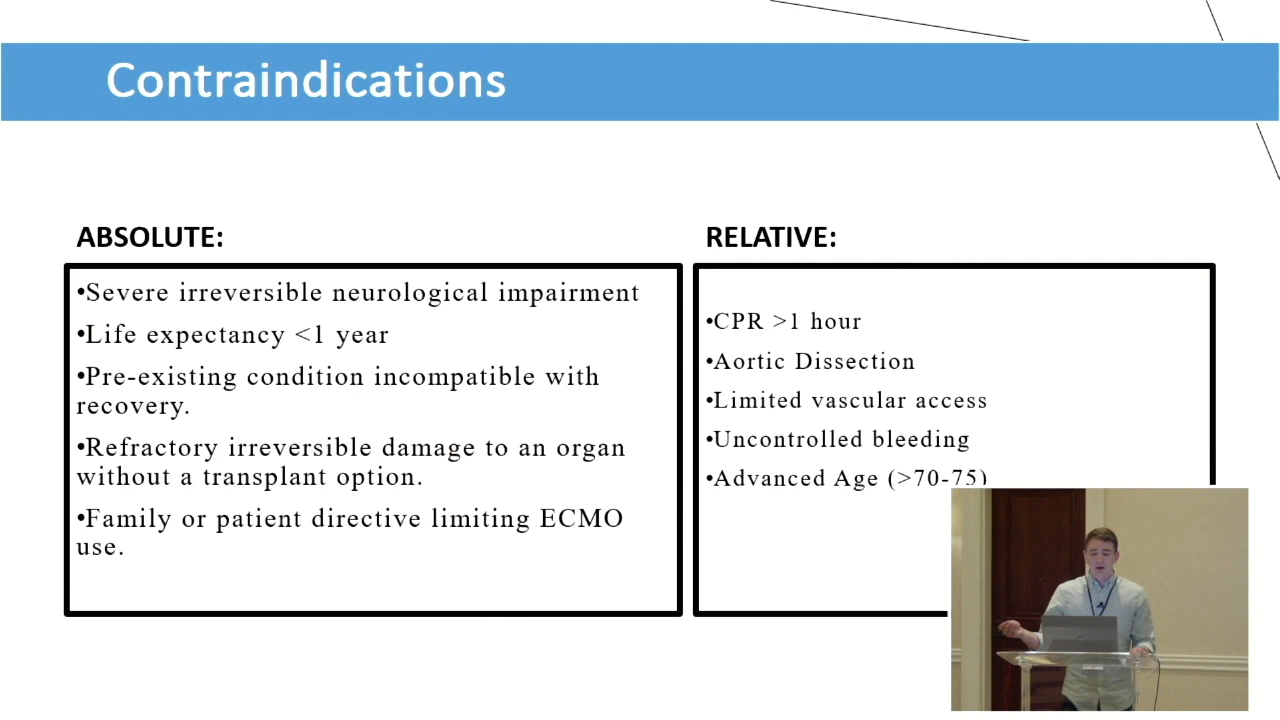 Contraindications
ABSOLUTE:
•Severe irreversible neurological impairment
•Life expectancy <1 year
•Pre-existing condition incompatible with
recovery.
•Refractory irreversible damage to an organ
without a transplant option.
•Family or patient directive limiting ECMO
use.
RELATIVE:
•CPR >1 hour
•Aortic Dissection
•Limited vascular access
•Uncontrolled bleeding
•Advanced Age (>70-75)